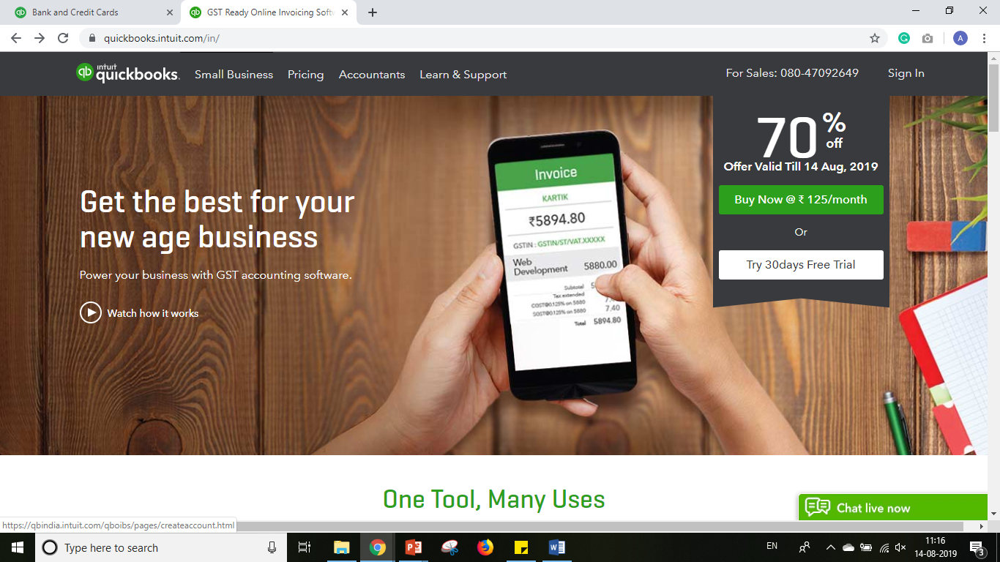 Bank and Credit Cards
GST Ready Online Invoicing Softw
quickbooks.intuit.com/in/
A
qb intuit quickbooks.
Small Business
Pricing
Accountants
Learn & Support
For Sales: 080-47092649
Sign In
70% off
Offer Valid Till 14 Aug, 2019
Buy Now @ ₹ 125/month
Or
Try 30days Free Trial
Get the best for your
new age business
Power your business with GST accounting software.
Watch how it works
Invoice
KARTIK
₹5894.80
GSTIN : GSTIN/ST/VAT.XXXXX
Web
Development 5880.00
Subtotal
Tax extended
CGST@0.125% on 5880
SGST@0.125% on 5880 7.40
Total 5894.80
One Tool, Many Uses
Chat live now
https://qbindia.intuit.com/qboibs/pages/createaccount.html
Type here to search
EN
11:16
14-08-2019
3